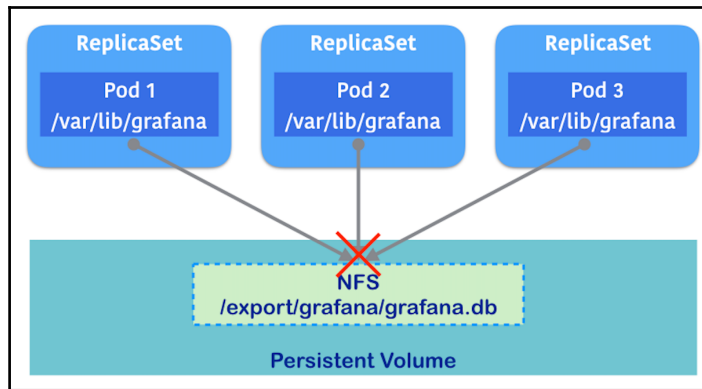 ReplicaSet
Pod 1
/var/lib/grafana
ReplicaSet
Pod 2
/var/lib/grafana
ReplicaSet
Pod 3
/var/lib/grafana
NFS
/export/grafana/grafana.db
Persistent Volume